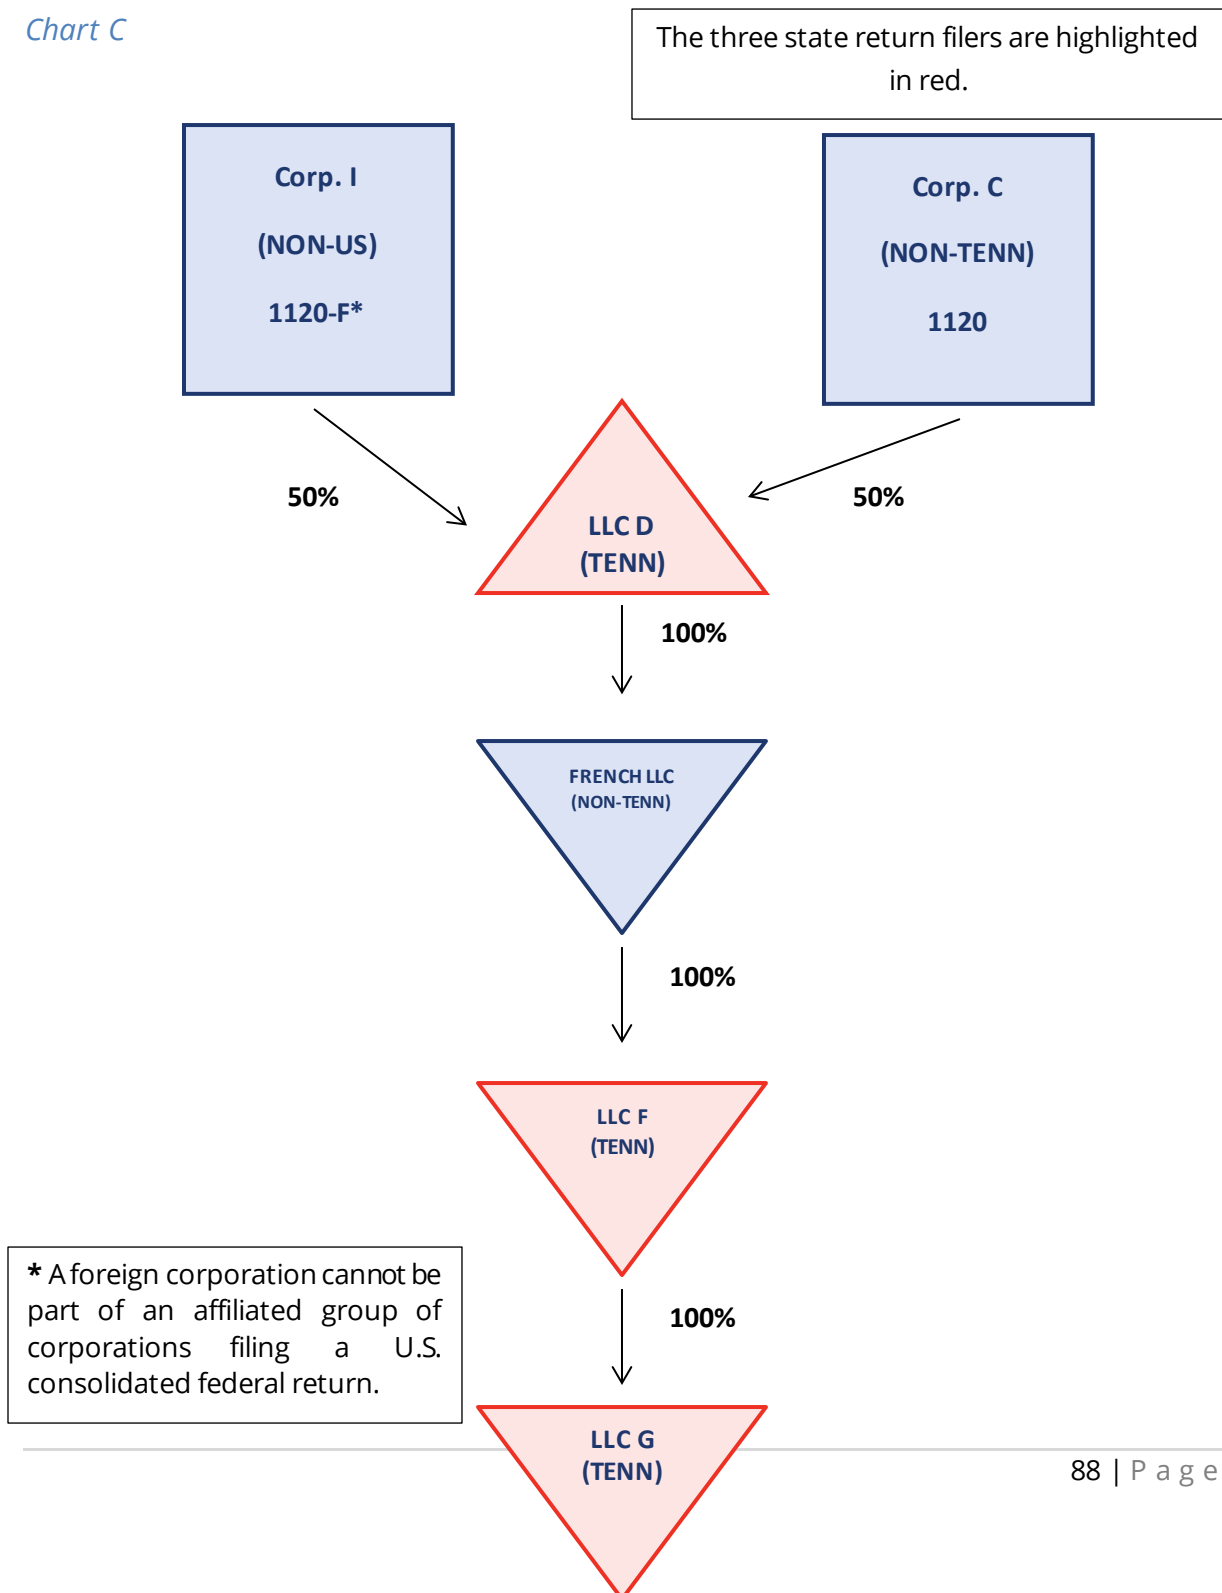 Chart C
The three state return filers are highlighted
in red.
Corp. I
(NON-US)
1120-F*
Corp. C
(NON-TENN)
1120
50%
50%
LLC D
(TENN)
100%
FRENCH LLC
(NON-TENN)
100%
LLC F
(TENN)
* A foreign corporation cannot be
part of an affiliated group of
corporations filing a U.S.
consolidated federal return.
100%
LLC G
(TENN)
88 | Page